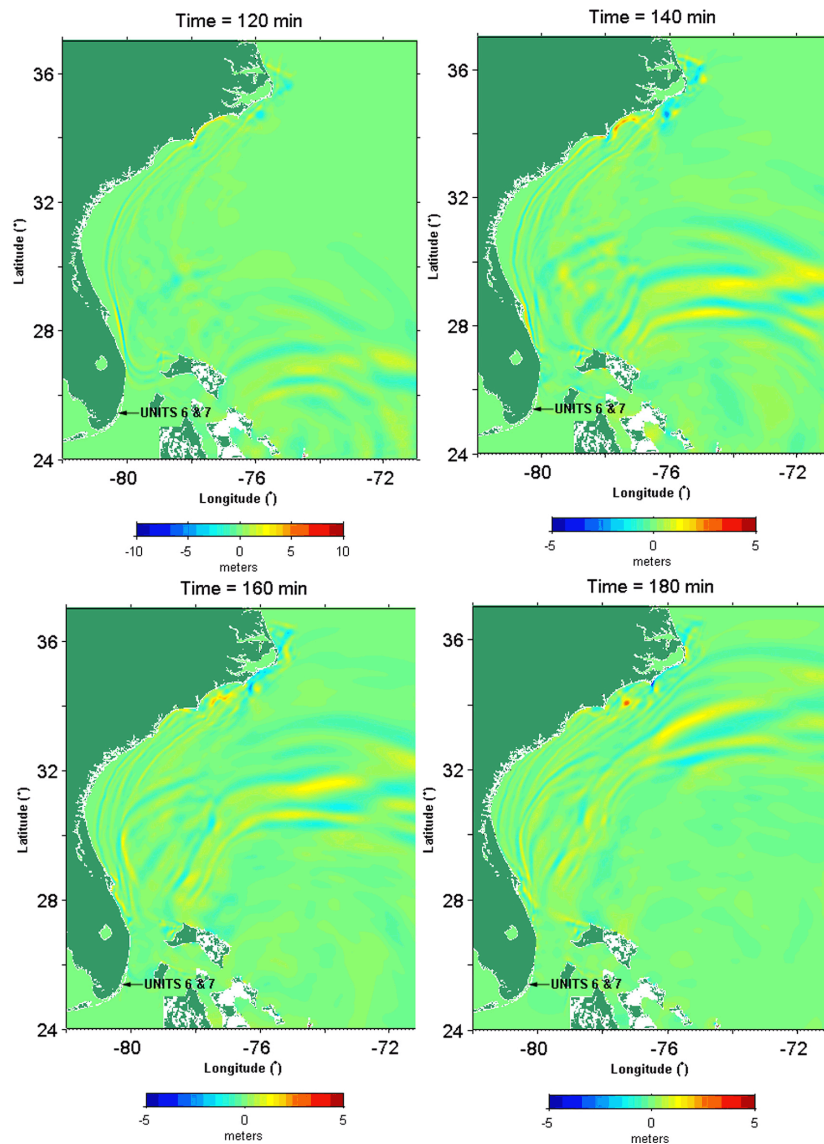 Time = 120 min
36
32
28
24
Latitude (°)
UNITS 6 & 7
-80
-76
-72
Longitude (°)
-10
-5
0
5
10
meters
Time = 140 min
36
32
28
24
Latitude (°)
UNITS 6 & 7
-80
-76
-72
Longitude (°)
-5
0
5
meters
Time = 160 min
36
32
28
24
Latitude (°)
UNITS 6 & 7
-80
-76
-72
Longitude (°)
-5
0
5
meters
Time = 180 min
36
32
28
24
Latitude (°)
UNITS 6 & 7
-80
-76
-72
Longitude (°)
-5
0
5
meters